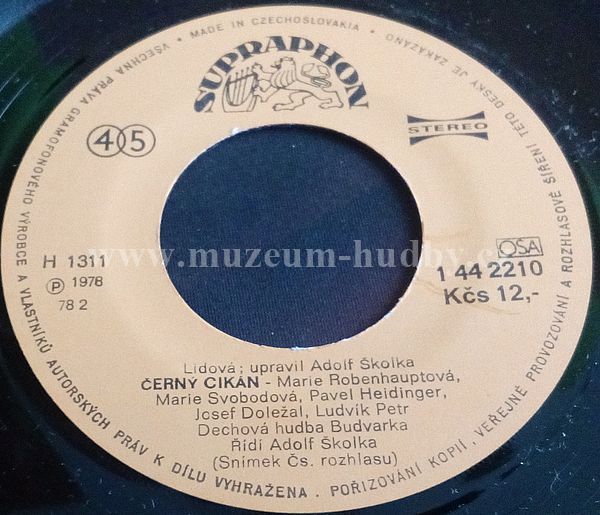 VŠECHNA PRÁVA GRAMOFONOVÉHO VÝROBCE A VLASTNÍKŮ AUTORSKÝCH PRÁV K DÍLU VYHRAŽENA. POŘIZOVÁNÍ KOPIÍ, VEŘEJNÉ PROVOZOVÁNÍ A ROZHLASOVÉ ŠÍŘENÍ TÉTO DESKY JE ZAKÁZÁNO • MADE IN CZECHOSLOVAKIA •
SUPRAPHON
45
STEREO
www.muzeum-hudby.c
H 1311
OSA
℗ 1978
1 44 2210
78 2
Kčs 12,-
Lidová; upravil Adolf Školka
ČERNÝ CIKÁN - Marie Robenhauptová,
Marie Svobodová, Pavel Heidinger,
Josef Doležal, Ludvík Petr
Dechová hudba Budvarka
Řídí Adolf Školka
(Snímek Čs. rozhlasu)